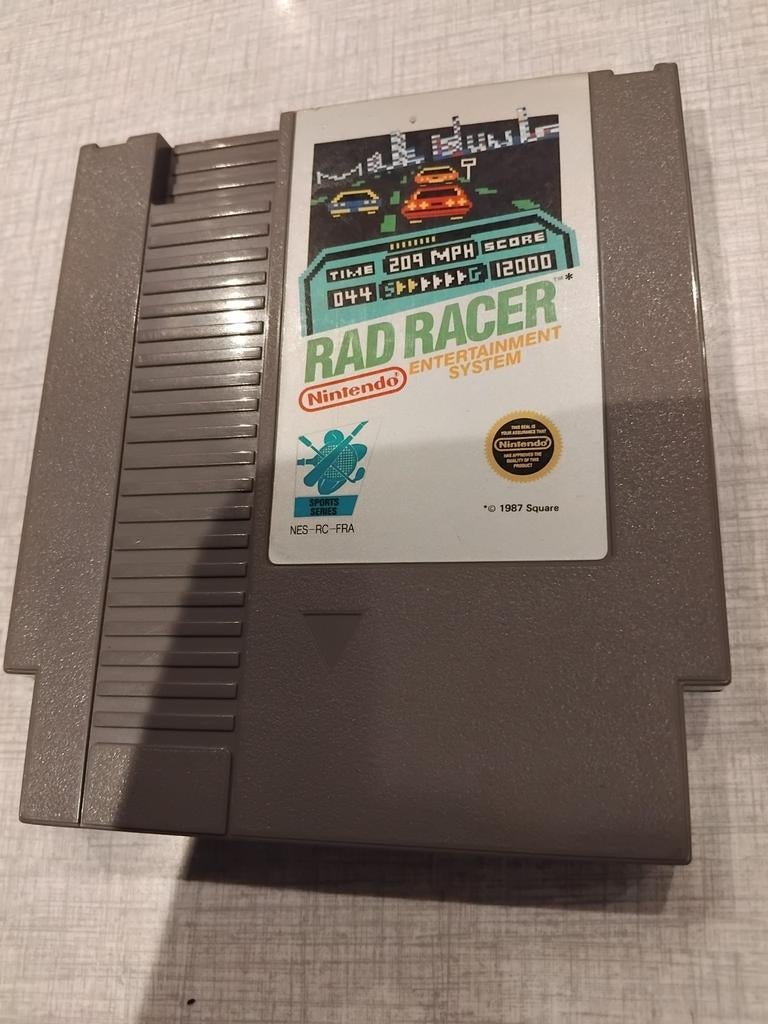 TIME 209 MPH SCORE
044 S G 12000
RAD RACER™*
Nintendo®
ENTERTAINMENT
SYSTEM
THIS SEAL IS
YOUR ASSURANCE THAT
Nintendo®
HAS APPROVED THE
QUALITY OF THIS
PRODUCT
SPORTS
SERIES
*© 1987 Square
NES-RC-FRA